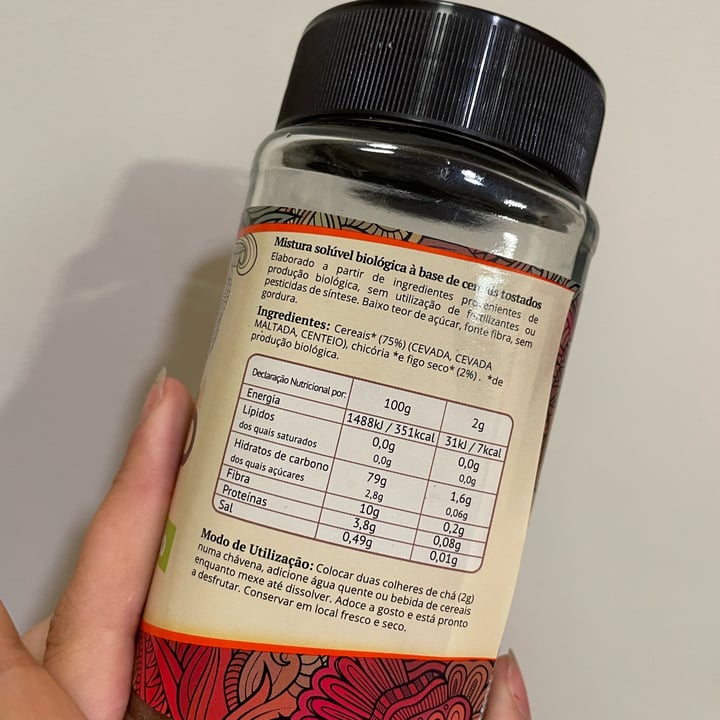 Mistura solúvel biológica à base de cereais tostados
Elaborado a partir de ingredientes provenientes de
produção biológica, sem utilização de fertilizantes ou
pesticidas de síntese. Baixo teor de açúcar, fonte fibra, sem
gordura.
Ingredientes: Cereais* (75%) (CEVADA, CEVADA
MALTADA, CENTEIO), chicória *e figo seco* (2%) . *de
produção biológica.
Declaração Nutricional por: 100g 2g
Energia 1488kJ / 351kcal 31kJ / 7kcal
Lípidos 0,0g 0,0g
dos quais saturados 0,0g 0,0g
Hidratos de carbono 79g 1,6g
dos quais açúcares 2,8g 0,06g
Fibra 10g 0,2g
Proteínas 3,8g 0,08g
Sal 0,49g 0,01g
Modo de Utilização: Colocar duas colheres de chá (2g)
numa chávena, adicione água quente ou bebida de cereais
enquanto mexe até dissolver. Adoce a gosto e está pronto
a desfrutar. Conservar em local fresco e seco.